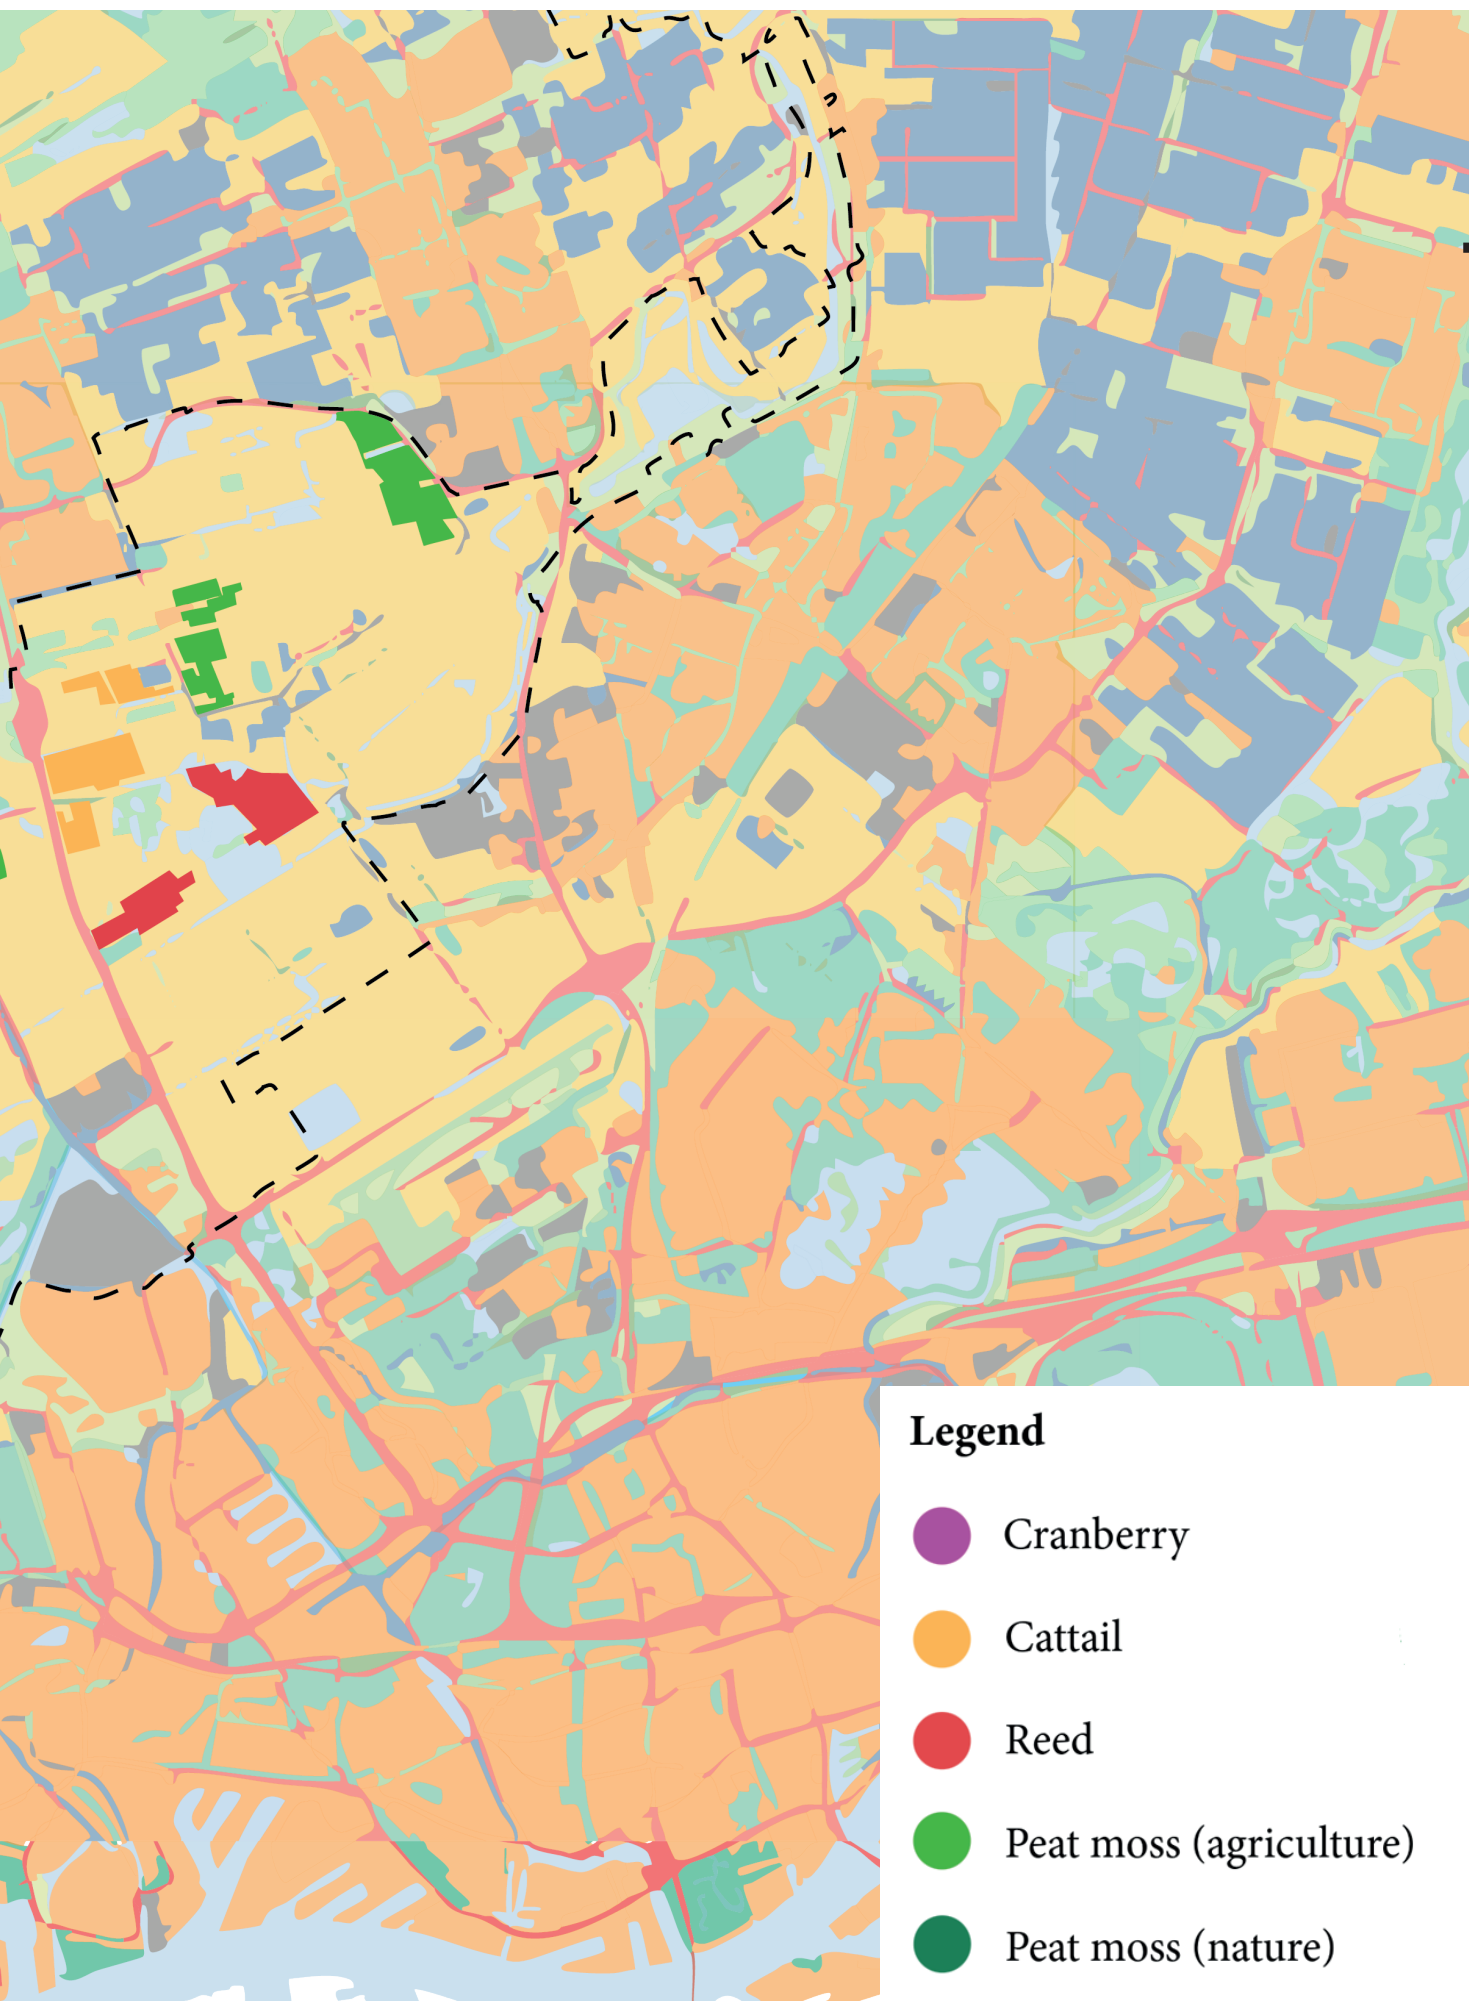 Legend
Cranberry
Cattail
Reed
Peat moss (agriculture)
Peat moss (nature)